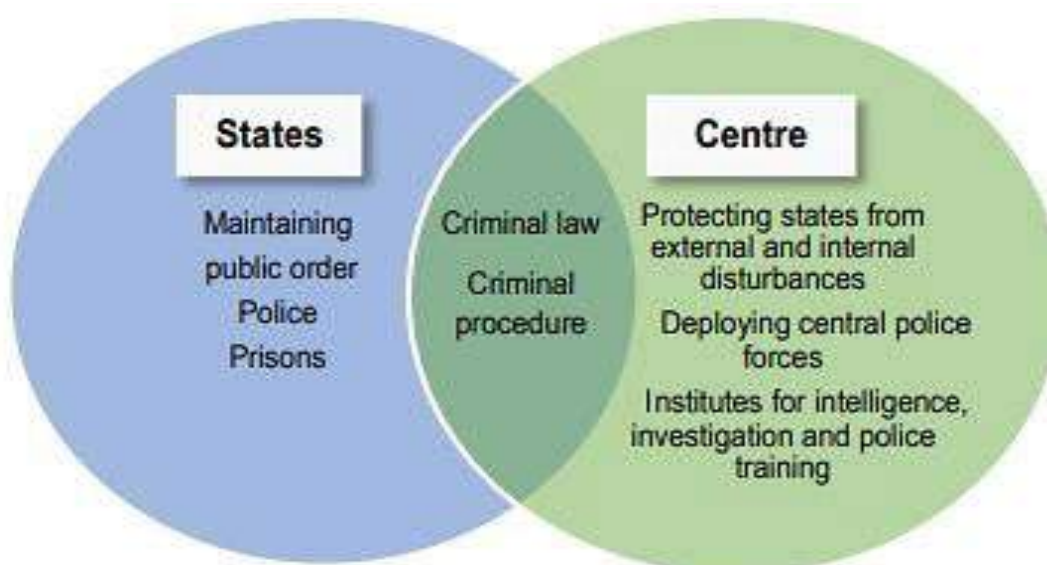 States
Maintaining
public order
Police
Prisons
Criminal law
Criminal
procedure
Centre
Protecting states from
external and internal
disturbances
Deploying central police
forces
Institutes for intelligence,
investigation and police
training